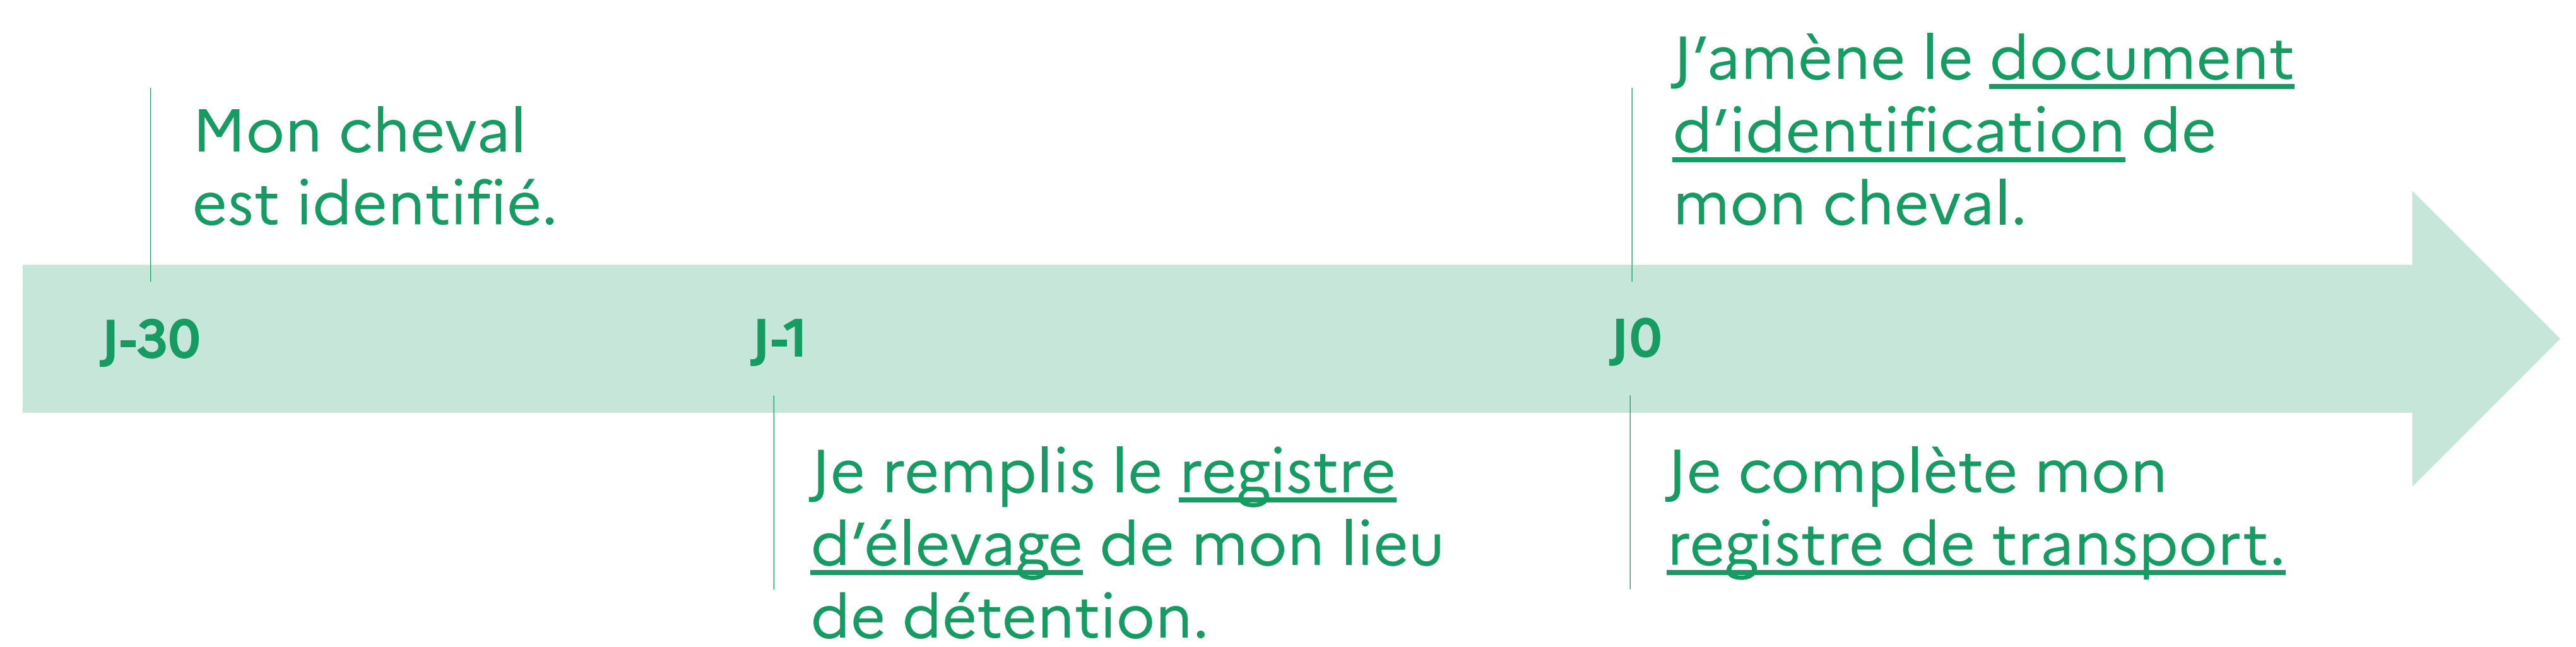 Mon cheval
est identifié.
J’amène le document
d’identification de
mon cheval.
J-30
J-1
J0
Je remplis le registre
d’élevage de mon lieu
de détention.
Je complète mon
registre de transport.